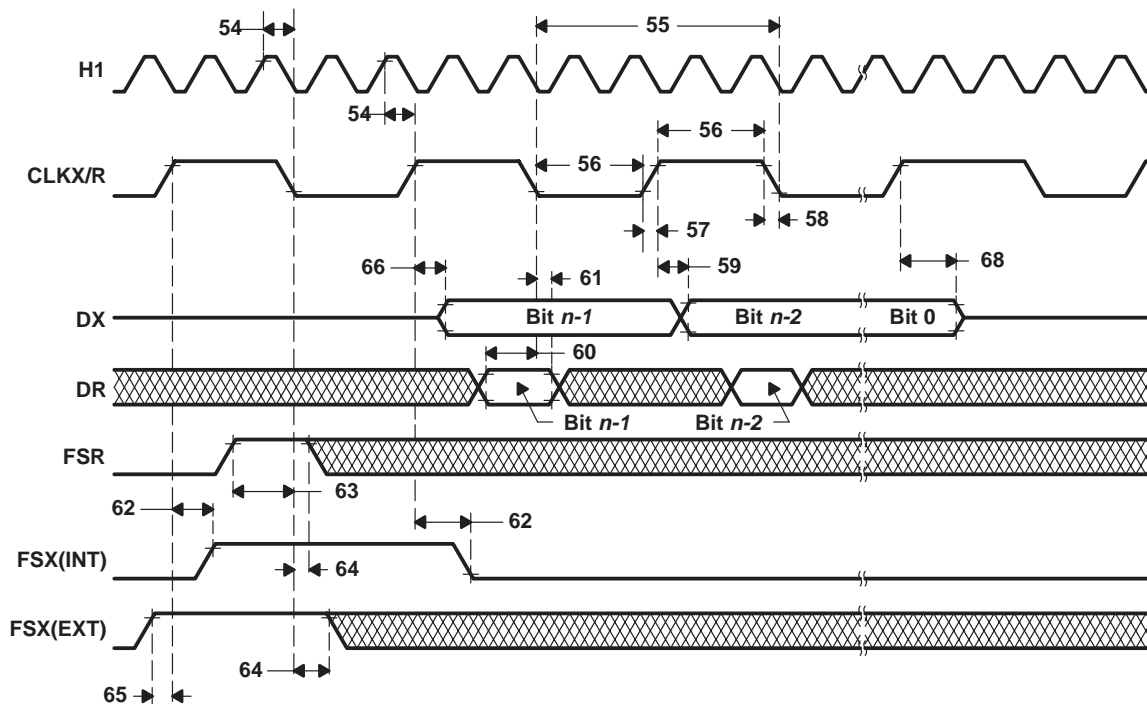 54
55
H1
54
56
56
CLKX/R
57
58
66
61
59
68
DX
Bit n-1
Bit n-2
Bit 0
60
DR
Bit n-1
Bit n-2
FSR
63
62
62
FSX(INT)
64
FSX(EXT)
64
65